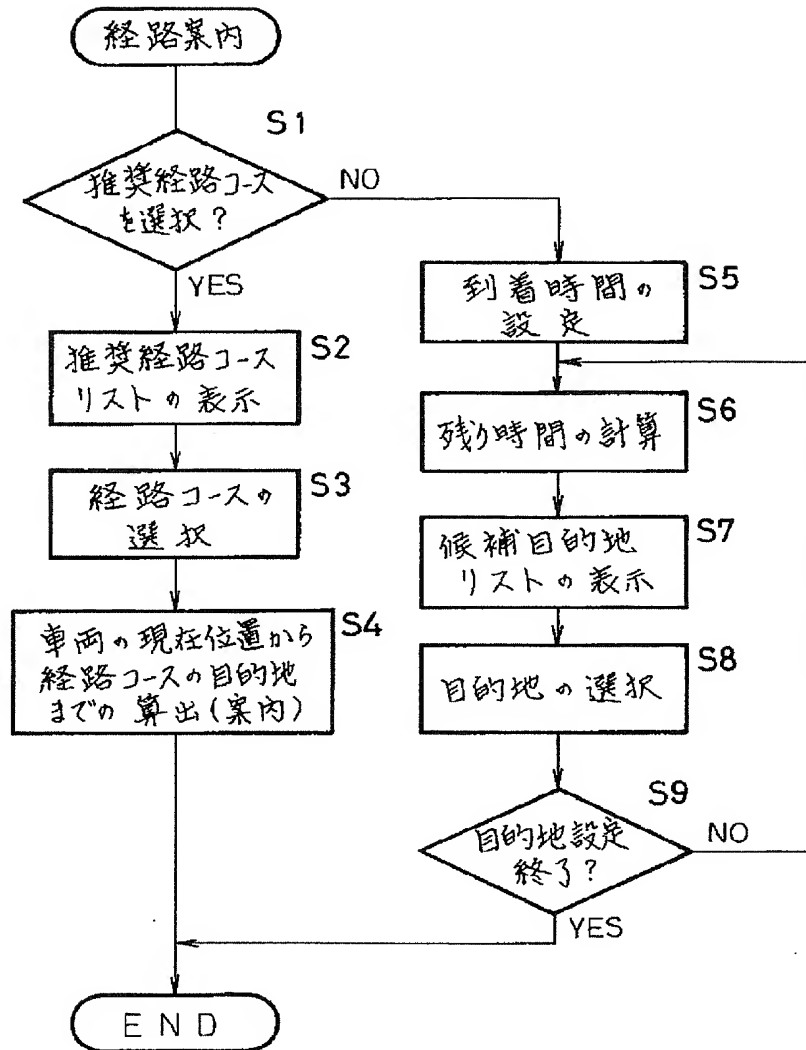 経路案内
S1
推奨経路コース
を選択?
NO
YES
S2
推奨経路コース
リストの表示
S3
経路コースの
選択
S4
車両の現在位置から
経路コースの目的地
までの算出(案内)
S5
到着時間の
設定
S6
残り時間の計算
S7
候補目的地
リストの表示
S8
目的地の選択
S9
目的地設定
終了?
NO
YES
END